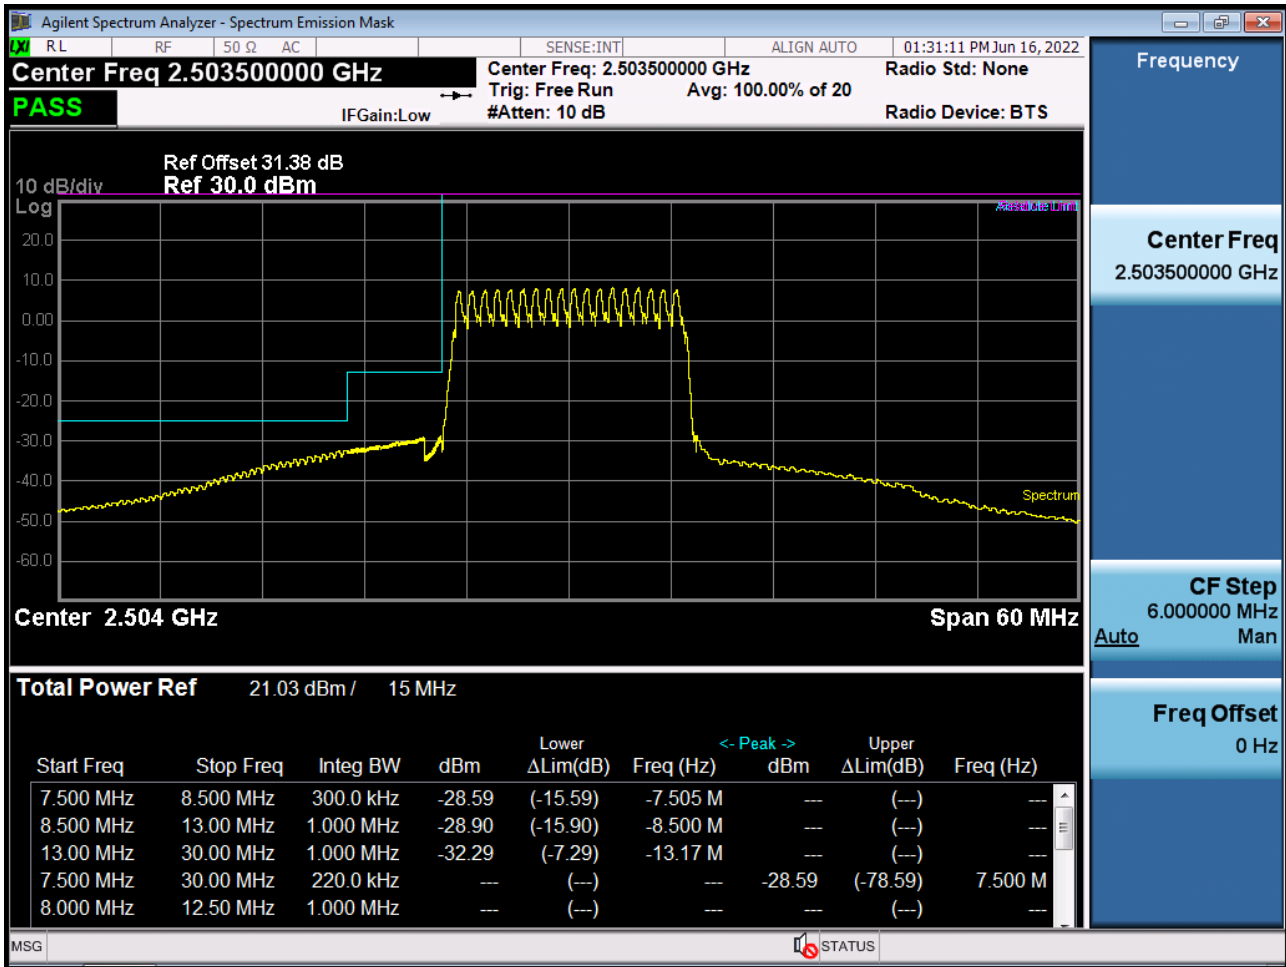 Agilent Spectrum Analyzer - Spectrum Emission Mask
LXI RL RF 50 Ω AC SENSE:INT ALIGN AUTO 01:31:11 PM Jun 16, 2022
Center Freq 2.503500000 GHz
Center Freq: 2.503500000 GHz Radio Std: None
Trig: Free Run Avg: 100.00% of 20
PASS
IFGain:Low #Atten: 10 dB Radio Device: BTS
Ref Offset 31.38 dB
10 dB/div Ref 30.0 dBm
Log
Absolute Limit
20.0
10.0
0.00
-10.0
-20.0
-30.0
-40.0
Spectrum
-50.0
-60.0
Center 2.504 GHz Span 60 MHz
Total Power Ref 21.03 dBm / 15 MHz
Lower <- Peak -> Upper
Start Freq Stop Freq Integ BW dBm ΔLim(dB) Freq (Hz) dBm ΔLim(dB) Freq (Hz)
7.500 MHz 8.500 MHz 300.0 kHz -28.59 (-15.59) -7.505 M --- (---) ---
8.500 MHz 13.00 MHz 1.000 MHz -28.90 (-15.90) -8.500 M --- (---) ---
13.00 MHz 30.00 MHz 1.000 MHz -32.29 (-7.29) -13.17 M --- (---) ---
7.500 MHz 30.00 MHz 220.0 kHz --- (---) --- -28.59 (-78.59) 7.500 M
8.000 MHz 12.50 MHz 1.000 MHz --- (---) --- --- (---) ---
MSG STATUS
Frequency
Center Freq
2.503500000 GHz
CF Step
6.000000 MHz
Auto Man
Freq Offset
0 Hz